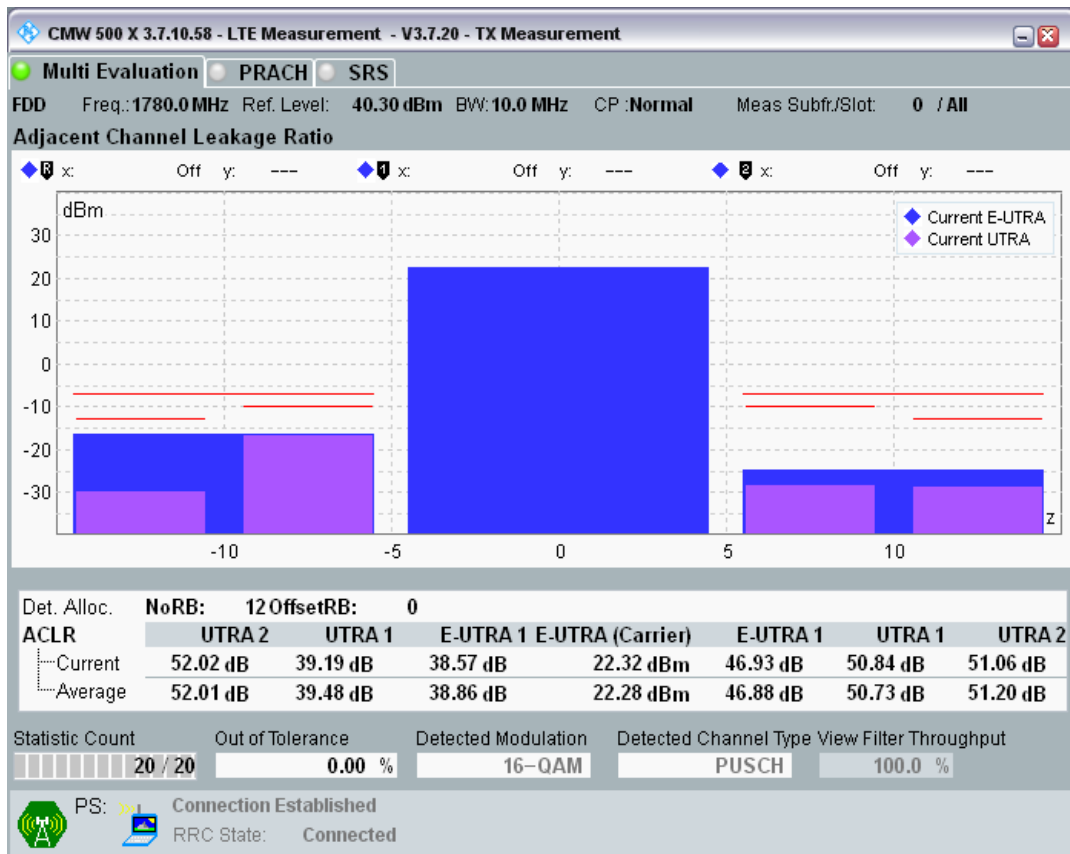 CMW 500 X 3.7.10.58 - LTE Measurement - V3.7.20 - TX Measurement
Multi Evaluation PRACH SRS
FDD Freq.:1780.0 MHz Ref. Level: 40.30 dBm BW:10.0 MHz CP :Normal Meas Subfr./Slot: 0 / All
Adjacent Channel Leakage Ratio
R x: Off y: --- 1 x: Off y: --- 2 x: Off y: ---
dBm
Current E-UTRA
Current UTRA
30
20
10
0
-10
-20
-30
z
-10 -5 0 5 10
Det. Alloc. NoRB: 12 OffsetRB: 0
ACLR UTRA 2 UTRA 1 E-UTRA 1 E-UTRA (Carrier) E-UTRA 1 UTRA 1 UTRA 2
Current 52.02 dB 39.19 dB 38.57 dB 22.32 dBm 46.93 dB 50.84 dB 51.06 dB
Average 52.01 dB 39.48 dB 38.86 dB 22.28 dBm 46.88 dB 50.73 dB 51.20 dB
Statistic Count Out of Tolerance Detected Modulation Detected Channel Type View Filter Throughput
20 / 20 0.00 % 16-QAM PUSCH 100.0 %
PS: Connection Established
RRC State: Connected